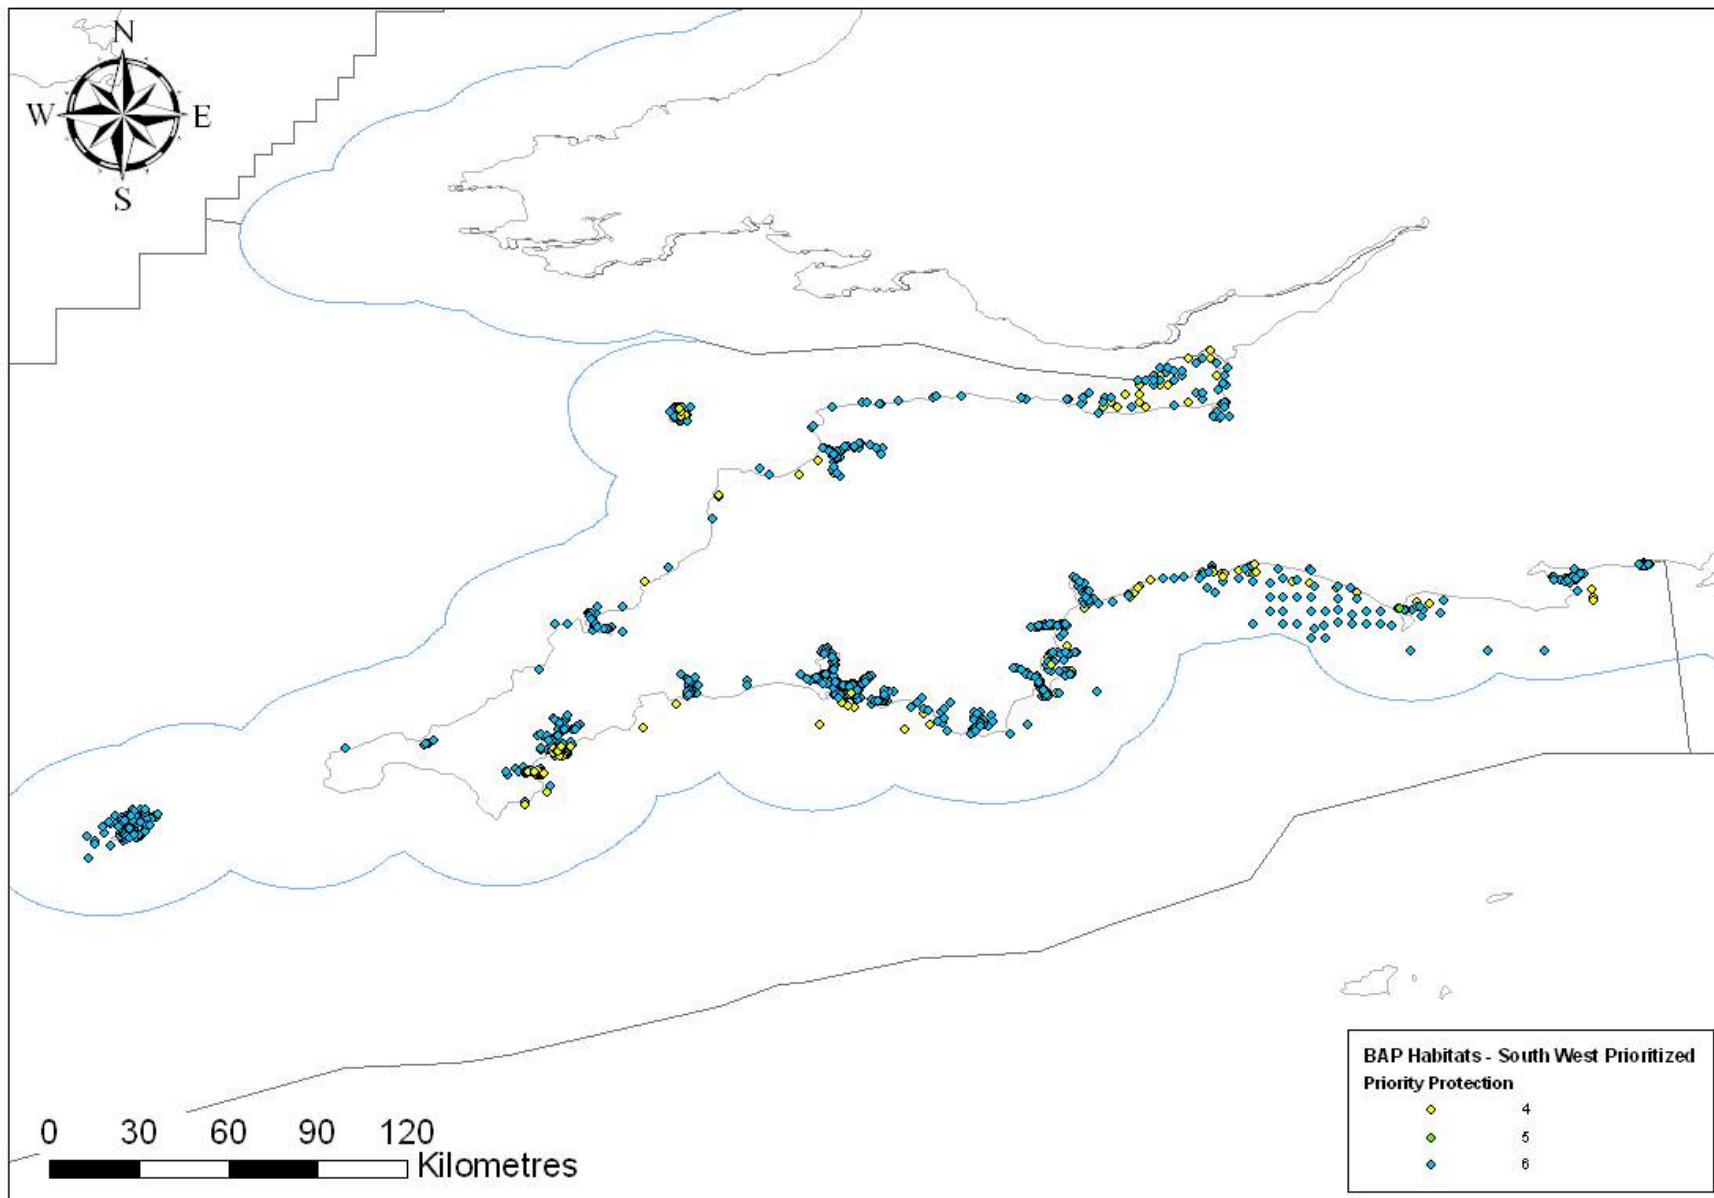 N
W E
S
BAP Habitats - South West Prioritized
Priority Protection
4
5
6
0 30 60 90 120
Kilometres